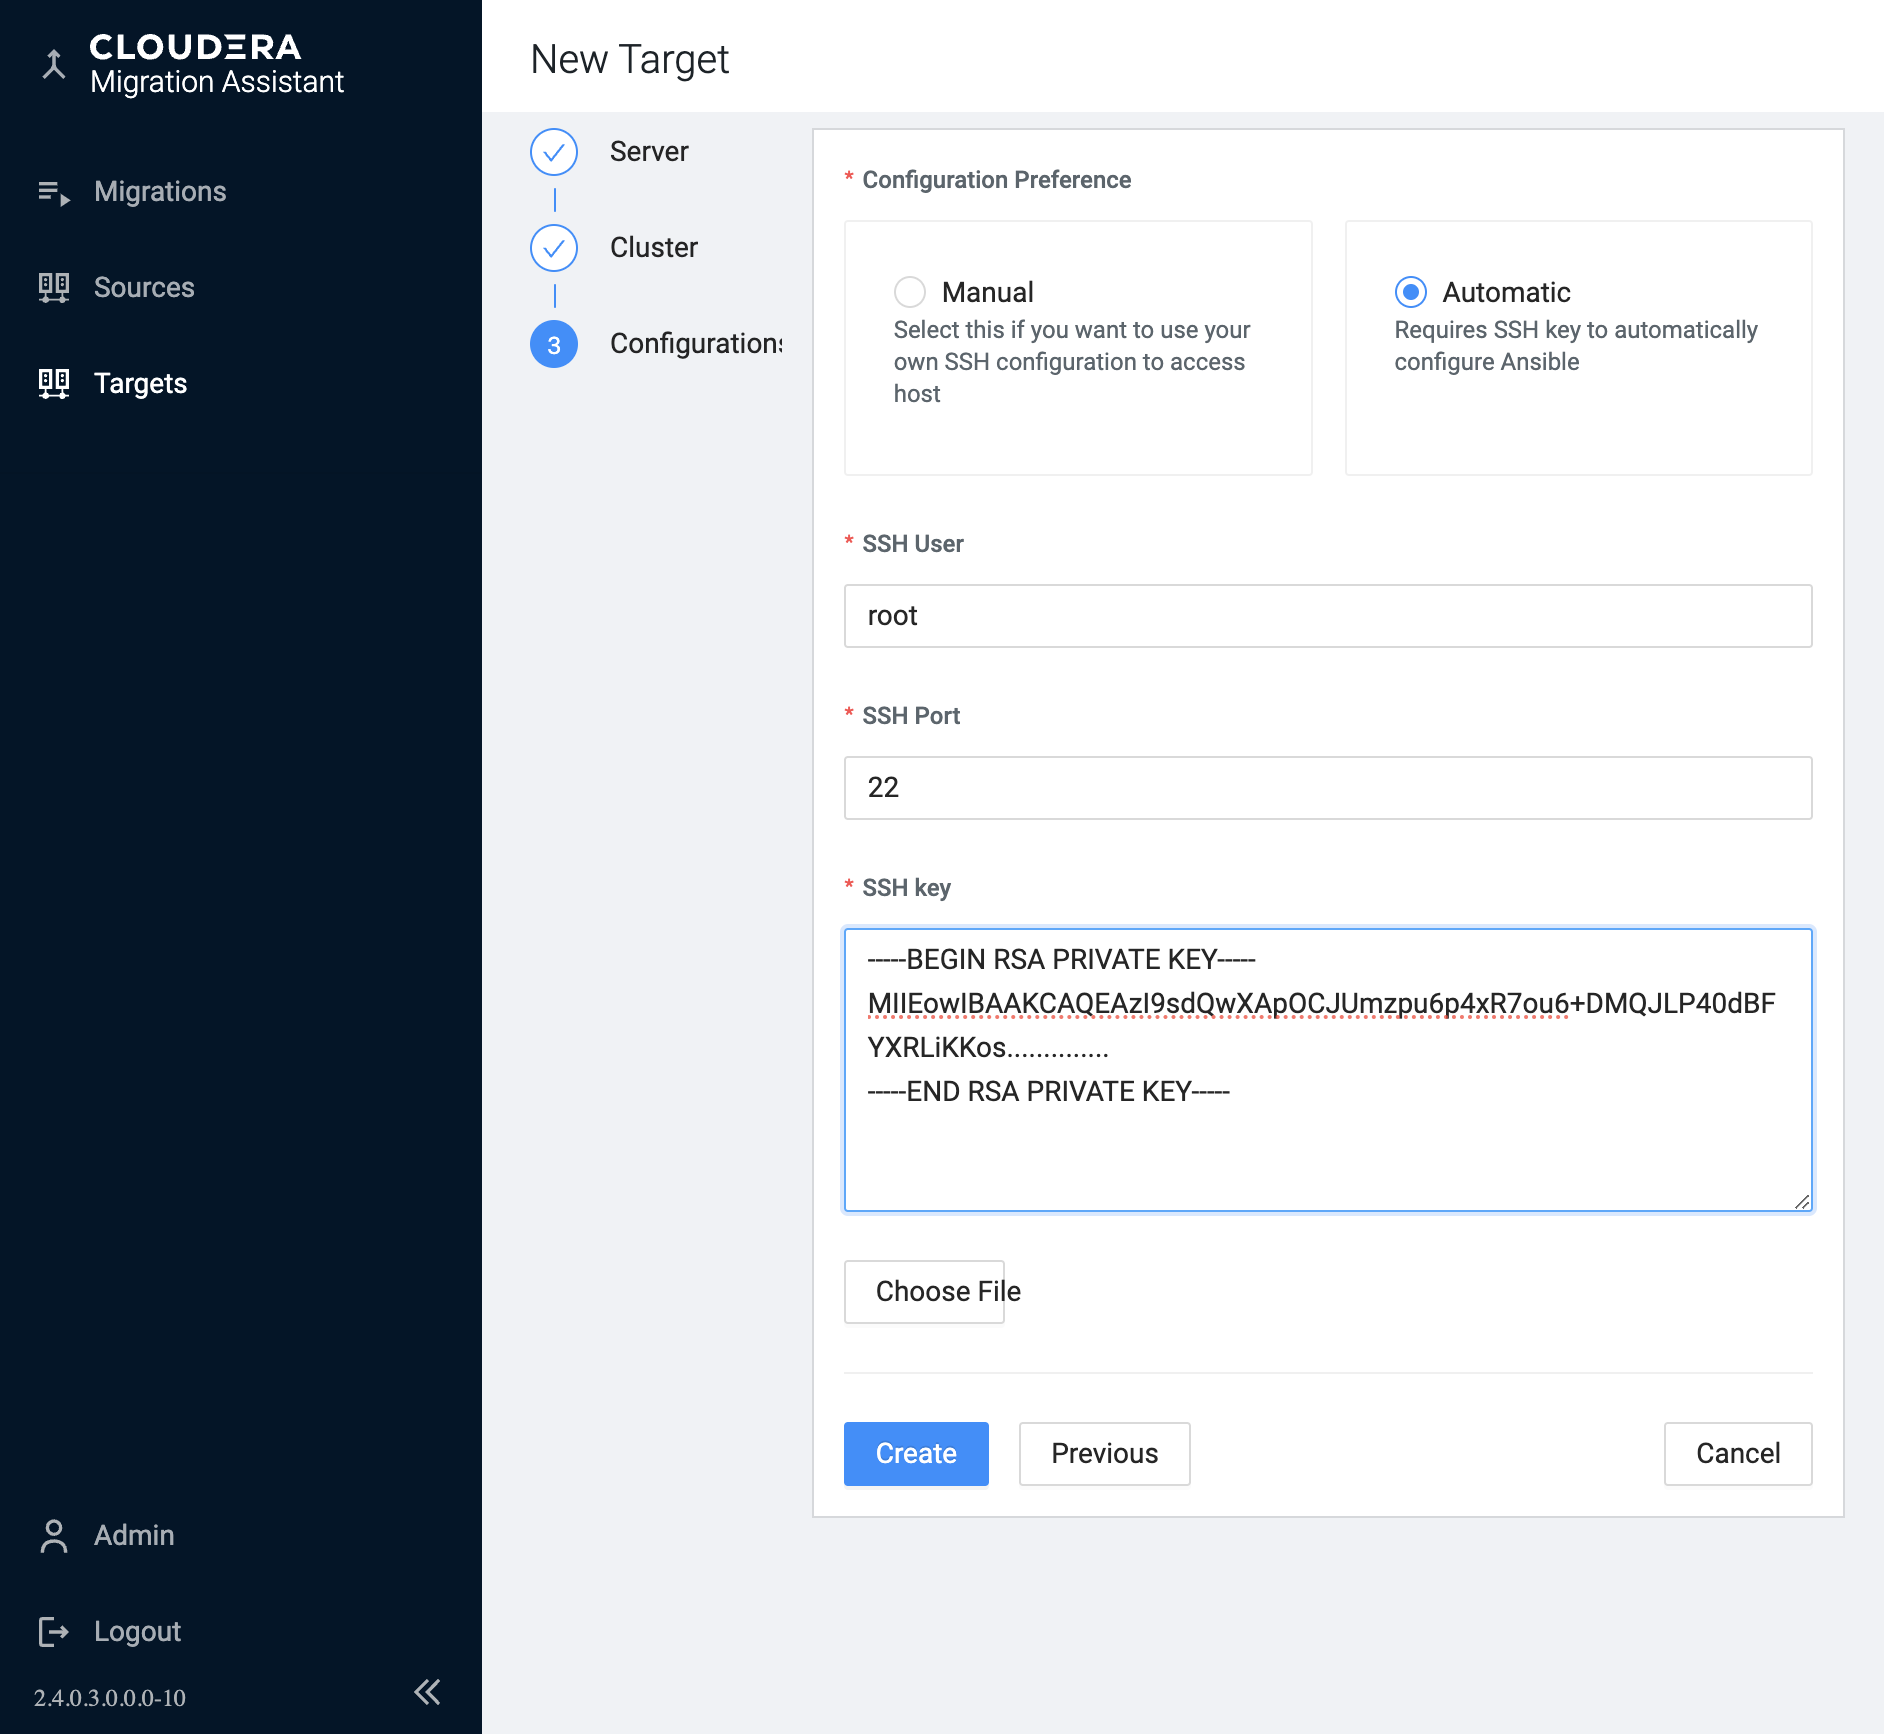 CLOUDERA
Migration Assistant
Migrations
Sources
Targets
Admin
Logout
2.4.0.3.0.0.0-10
New Target
Server
Cluster
3 Configurations
* Configuration Preference
Manual
Select this if you want to use your
own SSH configuration to access
host
Automatic
Requires SSH key to automatically
configure Ansible
* SSH User
root
* SSH Port
22
* SSH key
-----BEGIN RSA PRIVATE KEY-----
MIIEowIBAAKCAQEAzI9sdQwXApOCJUmzpu6p4xR7ou6+DMQJLP40dBF
YXRLiKKos..............
-----END RSA PRIVATE KEY-----
Choose File
Create
Previous
Cancel